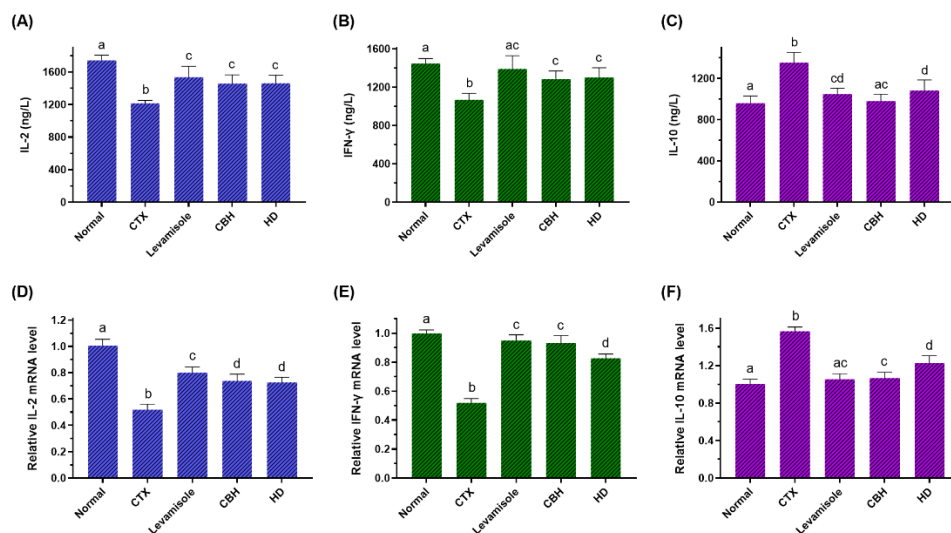 (A)
IL-2 (ng/L)
1600
1200
800
400
0
a
b
c
c
c
Normal
CTX
Levamisole
CBH
HD
(B)
IFN-γ (ng/L)
1600
1200
800
400
0
a
b
ac
c
c
Normal
CTX
Levamisole
CBH
HD
(C)
IL-10 (ng/L)
1200
800
400
0
a
b
cd
ac
d
Normal
CTX
Levamisole
CBH
HD
(D)
Relative IL-2 mRNA level
1.2
1.0
0.8
0.6
0.4
0.2
0.0
a
b
c
d
d
Normal
CTX
Levamisole
CBH
HD
(E)
Relative IFN-γ mRNA level
1.0
0.8
0.6
0.4
0.2
0.0
a
b
c
c
d
Normal
CTX
Levamisole
CBH
HD
(F)
Relative IL-10 mRNA level
1.6
1.2
0.8
0.4
0.0
a
b
ac
c
d
Normal
CTX
Levamisole
CBH
HD